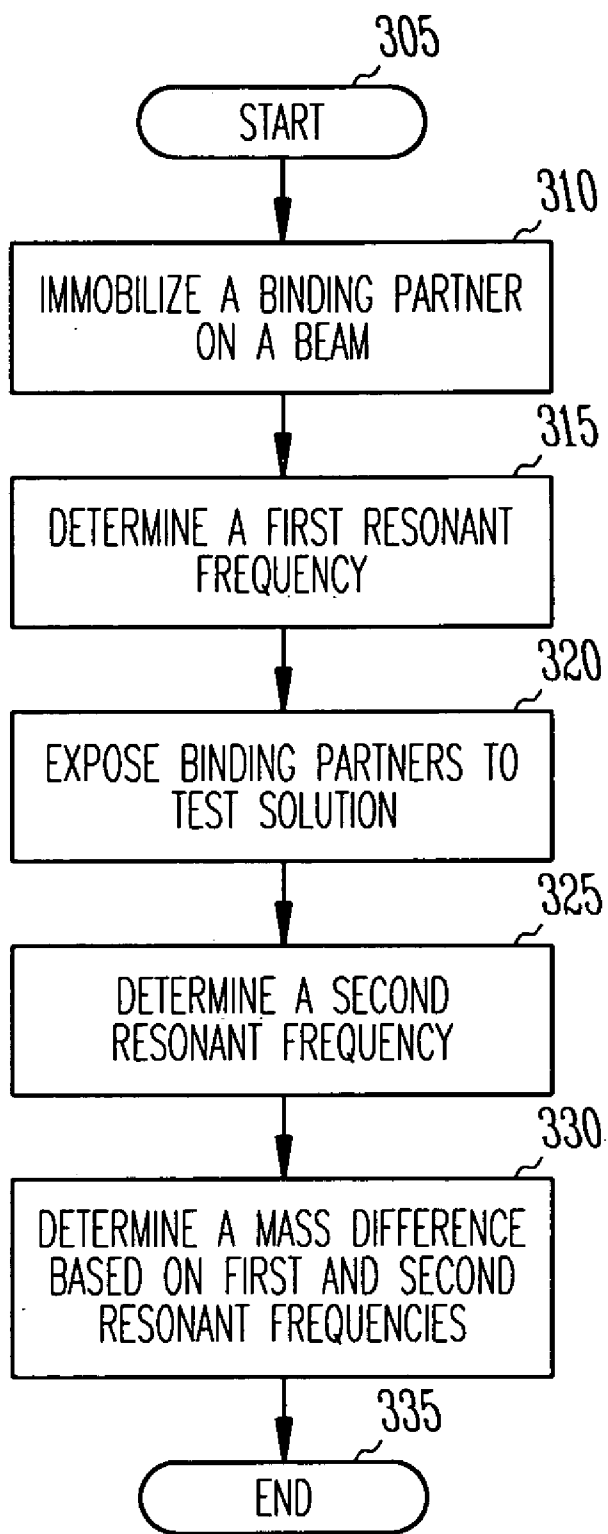 305
START
310
IMMOBILIZE A BINDING PARTNER
ON A BEAM
315
DETERMINE A FIRST RESONANT
FREQUENCY
320
EXPOSE BINDING PARTNERS TO
TEST SOLUTION
325
DETERMINE A SECOND
RESONANT FREQUENCY
330
DETERMINE A MASS DIFFERENCE
BASED ON FIRST AND SECOND
RESONANT FREQUENCIES
335
END